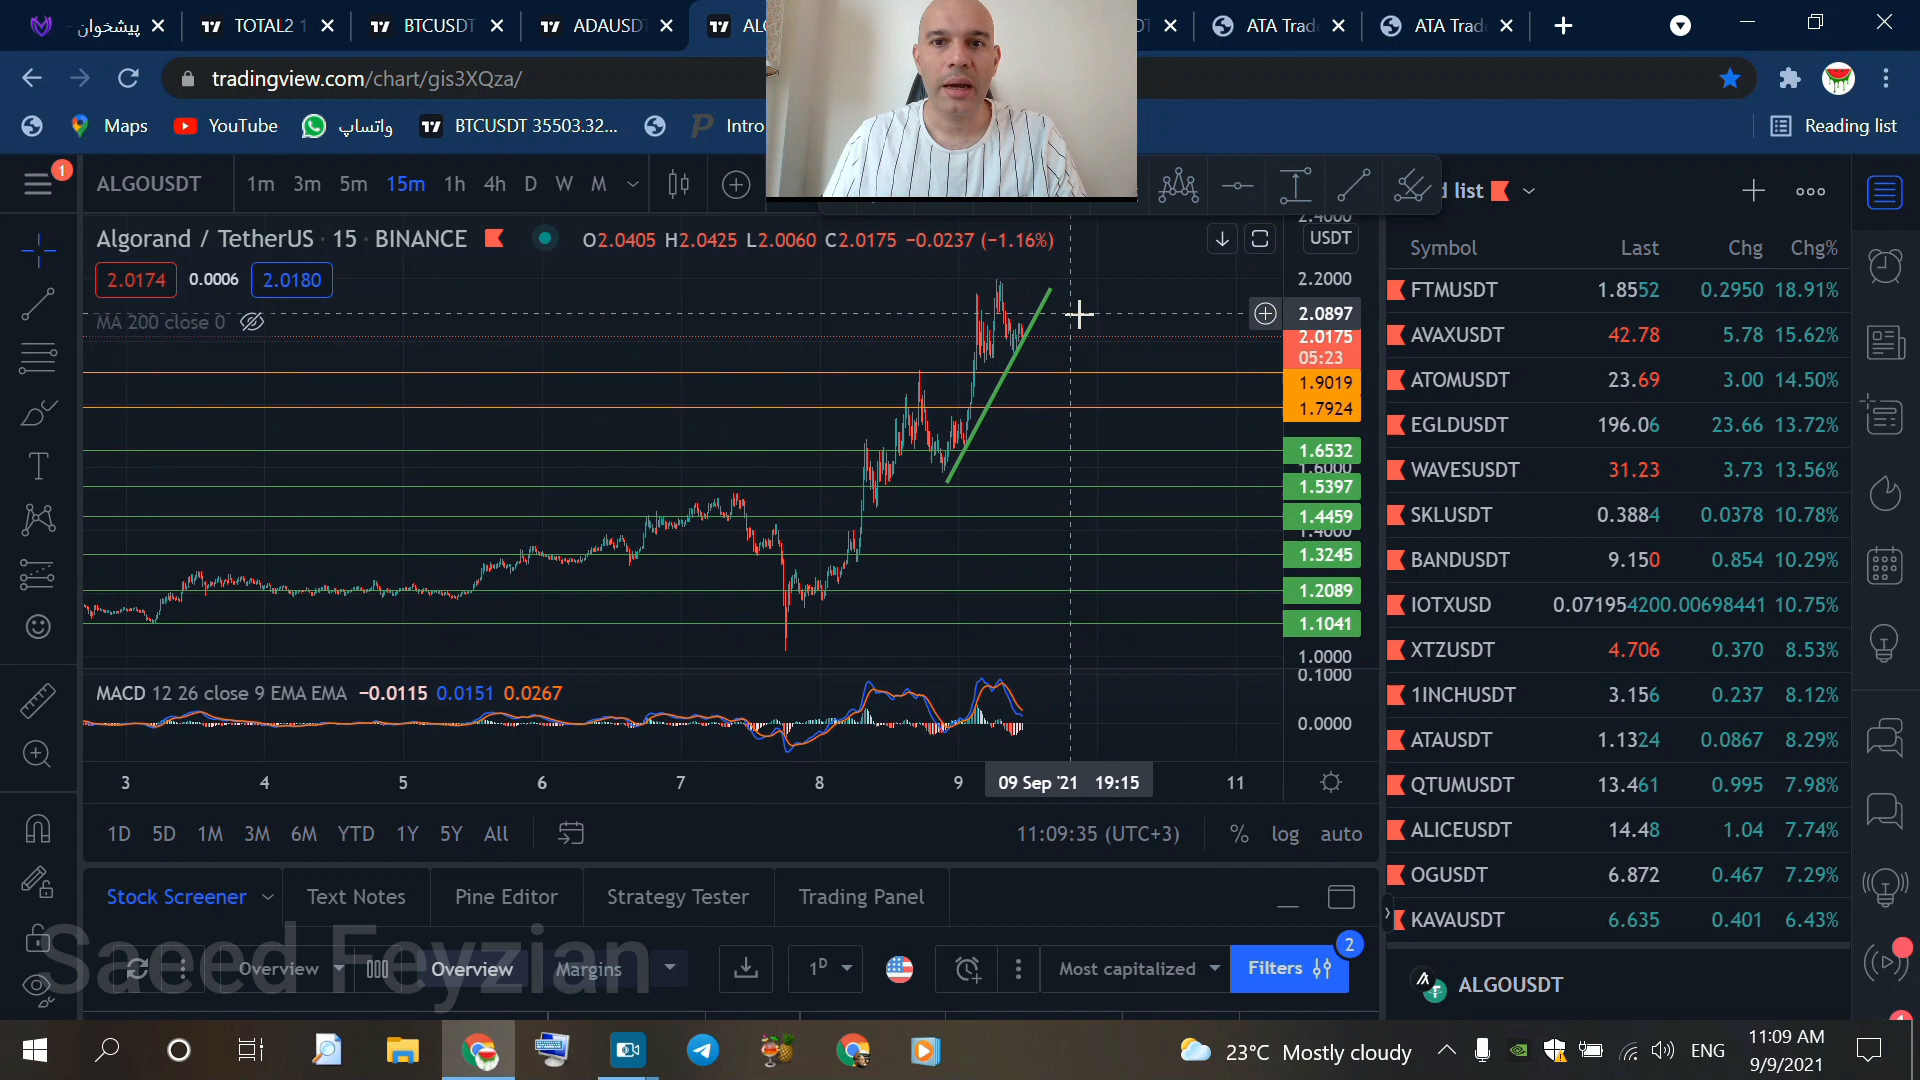 پیشخوان
TOTAL2 1
BTCUSDT
ADAUSD
ATA Trad
ATA Trad
tradingview.com/chart/gis3XQza/
Maps
YouTube
واتساپ
BTCUSDT 35503.32...
Intro
Reading list
1
ALGOUSDT
1m 3m 5m 15m 1h 4h D W M
d list
Algorand / TetherUS · 15 · BINANCE
O2.0405 H2.0425 L2.0060 C2.0175 −0.0237 (−1.16%)
USDT
2.0174
0.0006
2.0180
MA 200 close 0
2.4000
2.2000
2.0897
2.0175
05:23
1.9019
1.7924
1.6532
1.6000
1.5397
1.4459
1.4000
1.3245
1.2089
1.1041
1.0000
0.1000
0.0000
MACD 12 26 close 9 EMA EMA −0.0115 0.0151 0.0267
3 4 5 6 7 8 9 11
09 Sep '21 19:15
1D 5D 1M 3M 6M YTD 1Y 5Y All
11:09:35 (UTC+3)
% log auto
Stock Screener
Text Notes
Pine Editor
Strategy Tester
Trading Panel
Overview
Overview
Margins
1D
Most capitalized
Filters
2
Saeed Feyzian
Symbol Last Chg Chg%
FTMUSDT 1.8552 0.2950 18.91%
AVAXUSDT 42.78 5.78 15.62%
ATOMUSDT 23.69 3.00 14.50%
EGLDUSDT 196.06 23.66 13.72%
WAVESUSDT 31.23 3.73 13.56%
SKLUSDT 0.3884 0.0378 10.78%
BANDUSDT 9.150 0.854 10.29%
IOTXUSD 0.071954200.00698441 10.75%
XTZUSDT 4.706 0.370 8.53%
1INCHUSDT 3.156 0.237 8.12%
ATAUSDT 1.1324 0.0867 8.29%
QTUMUSDT 13.461 0.995 7.98%
ALICEUSDT 14.48 1.04 7.74%
OGUSDT 6.872 0.467 7.29%
KAVAUSDT 6.635 0.401 6.43%
ALGOUSDT
23°C Mostly cloudy
ENG
11:09 AM
9/9/2021